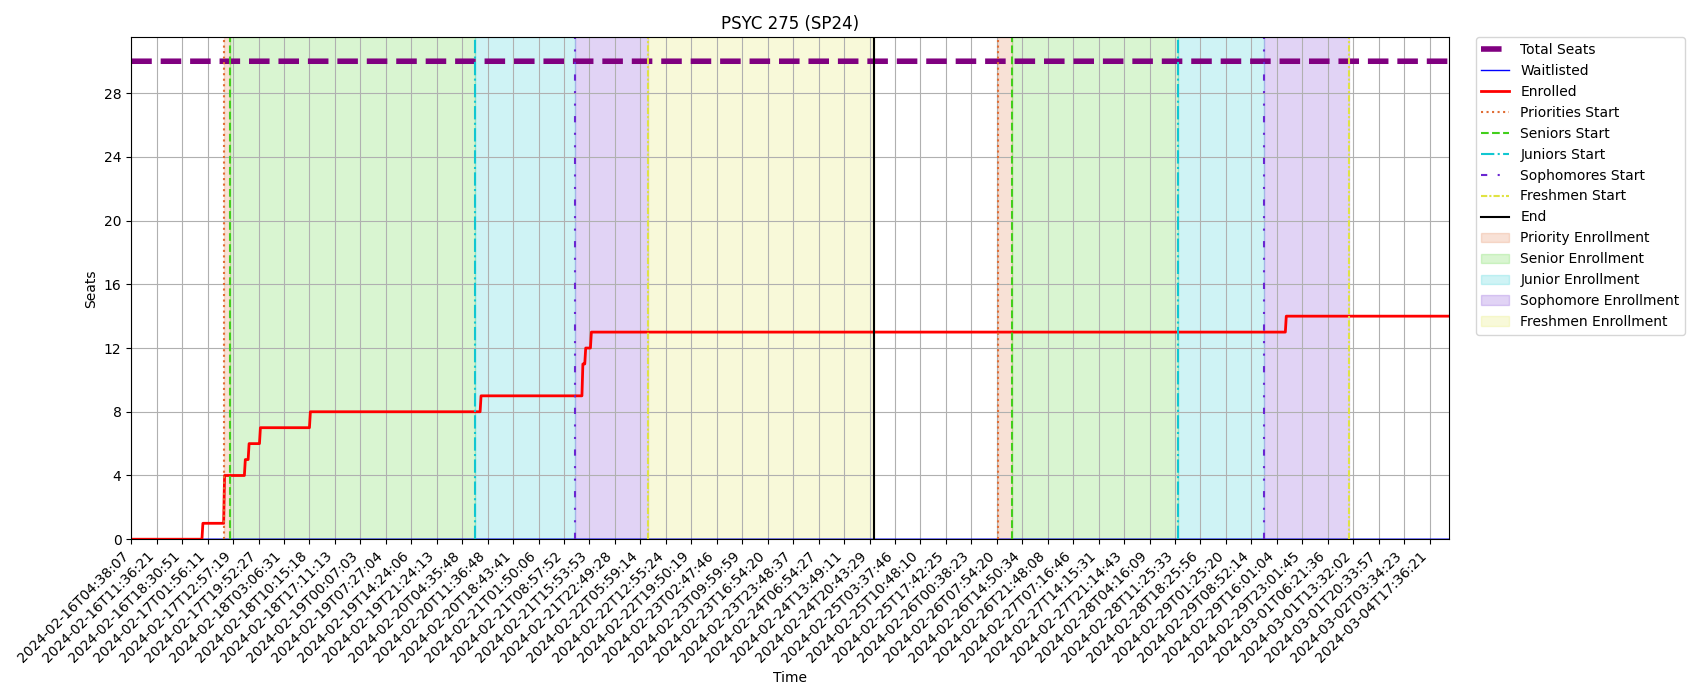 PSYC 275 (SP24)
Total Seats
Waitlisted
Enrolled
Priorities Start
Seniors Start
Juniors Start
Sophomores Start
Freshmen Start
End
Priority Enrollment
Senior Enrollment
Junior Enrollment
Sophomore Enrollment
Freshmen Enrollment
Seats
28
24
20
16
12
8
4
0
2024-02-16T04:38:07
2024-02-16T11:36:21
2024-02-16T18:30:51
2024-02-17T01:56:11
2024-02-17T12:57:19
2024-02-17T19:52:27
2024-02-18T03:06:31
2024-02-18T10:15:18
2024-02-18T17:11:13
2024-02-19T00:07:03
2024-02-19T07:27:04
2024-02-19T14:24:06
2024-02-19T21:24:13
2024-02-20T04:35:48
2024-02-20T11:36:48
2024-02-20T18:43:41
2024-02-21T01:50:06
2024-02-21T08:57:52
2024-02-21T15:53:53
2024-02-21T22:49:28
2024-02-22T05:59:14
2024-02-22T12:55:24
2024-02-22T19:50:19
2024-02-23T02:47:46
2024-02-23T09:59:59
2024-02-23T16:54:20
2024-02-23T23:48:37
2024-02-24T06:54:27
2024-02-24T13:49:11
2024-02-24T20:43:29
2024-02-25T03:37:46
2024-02-25T10:48:10
2024-02-25T17:42:25
2024-02-26T00:38:23
2024-02-26T07:54:20
2024-02-26T14:50:34
2024-02-26T21:48:08
2024-02-27T07:16:46
2024-02-27T14:15:31
2024-02-27T21:14:43
2024-02-28T04:16:09
2024-02-28T11:25:33
2024-02-28T18:25:56
2024-02-29T01:25:20
2024-02-29T08:52:14
2024-02-29T16:01:04
2024-02-29T23:01:45
2024-03-01T06:21:36
2024-03-01T13:32:02
2024-03-01T20:33:57
2024-03-02T03:34:23
2024-03-04T17:36:21
Time